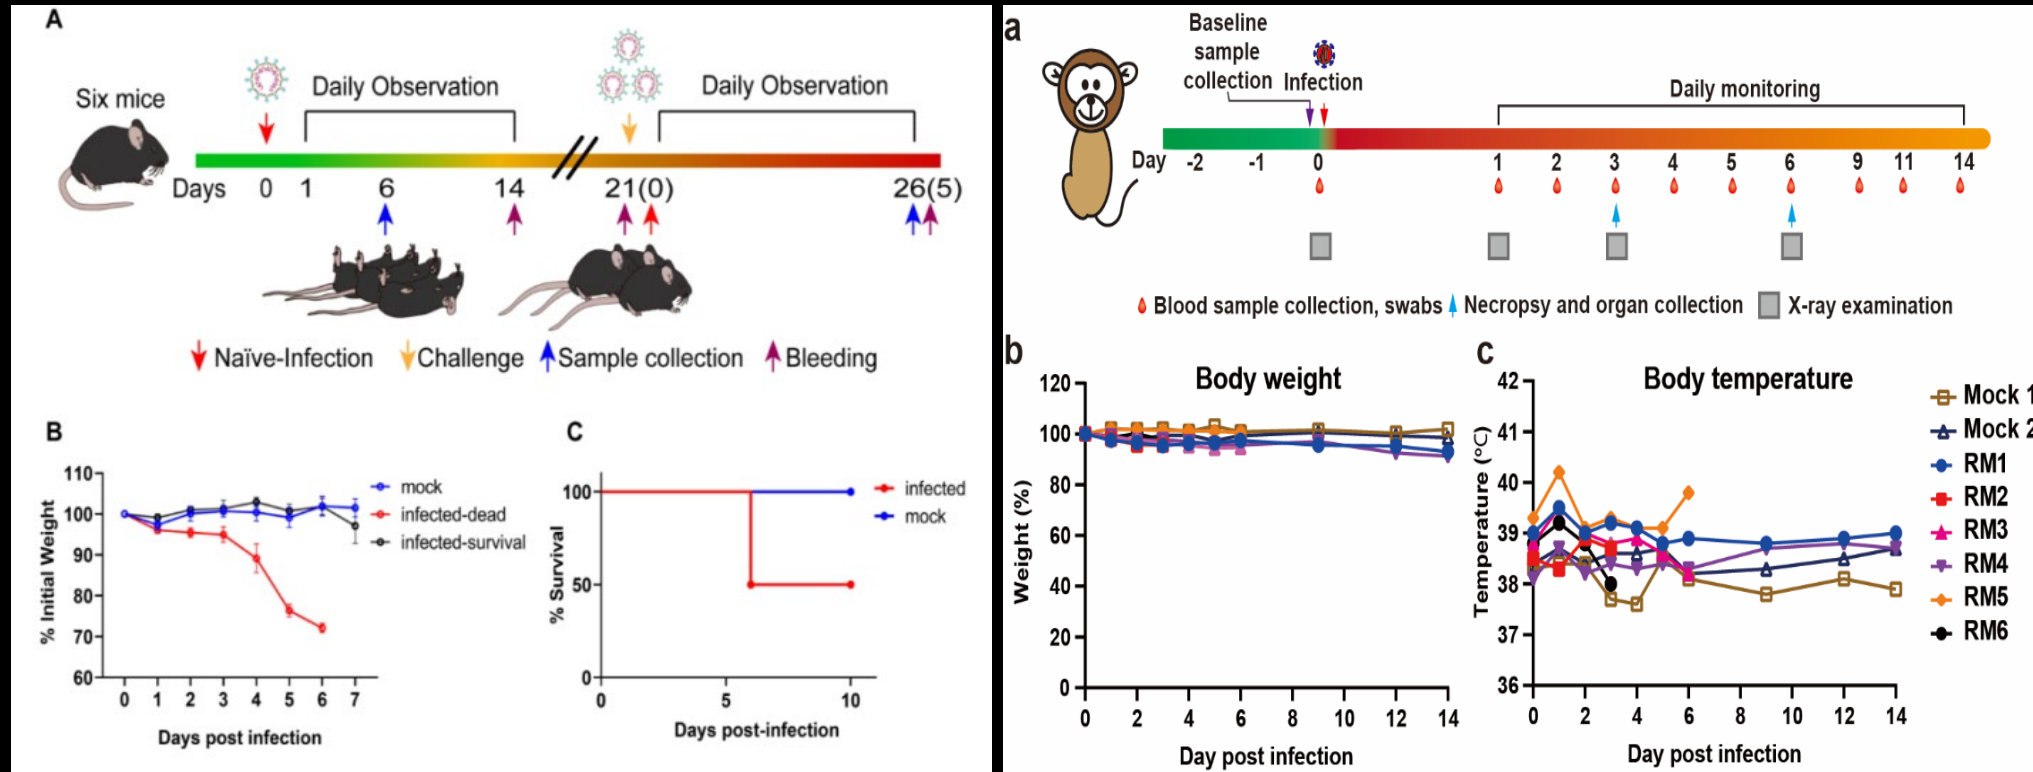 A
Six mice
Daily Observation
Daily Observation
Days 0 1 6 14 21(0) 26(5)
Naïve-Infection Challenge Sample collection Bleeding
B
% Initial Weight
110
100
90
80
70
60
0 1 2 3 4 5 6 7
Days post infection
mock
infected-dead
infected-survival
C
% Survival
100
50
0
0 5 10
Days post-infection
infected
mock
a
Baseline
sample
collection
Infection
Daily monitoring
Day -2 -1 0 1 2 3 4 5 6 9 11 14
Blood sample collection, swabs Necropsy and organ collection X-ray examination
b
Body weight
Weight (%)
120
100
80
60
40
20
0
0 2 4 6 8 10 12 14
Day post infection
c
Body temperature
Temperature (°C)
42
41
40
39
38
37
36
0 2 4 6 8 10 12 14
Day post infection
Mock 1
Mock 2
RM1
RM2
RM3
RM4
RM5
RM6